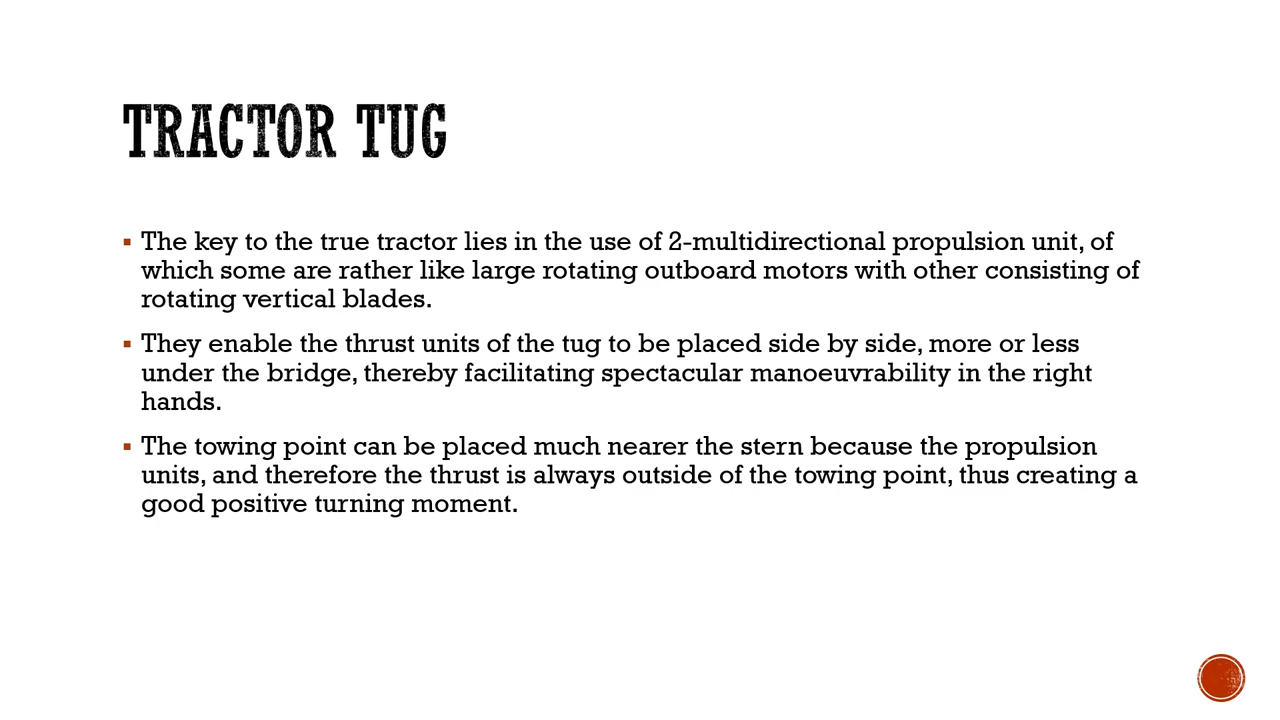 TRACTOR TUG
▪ The key to the true tractor lies in the use of 2-multidirectional propulsion unit, of
which some are rather like large rotating outboard motors with other consisting of
rotating vertical blades.
▪ They enable the thrust units of the tug to be placed side by side, more or less
under the bridge, thereby facilitating spectacular manoeuvrability in the right
hands.
▪ The towing point can be placed much nearer the stern because the propulsion
units, and therefore the thrust is always outside of the towing point, thus creating a
good positive turning moment.